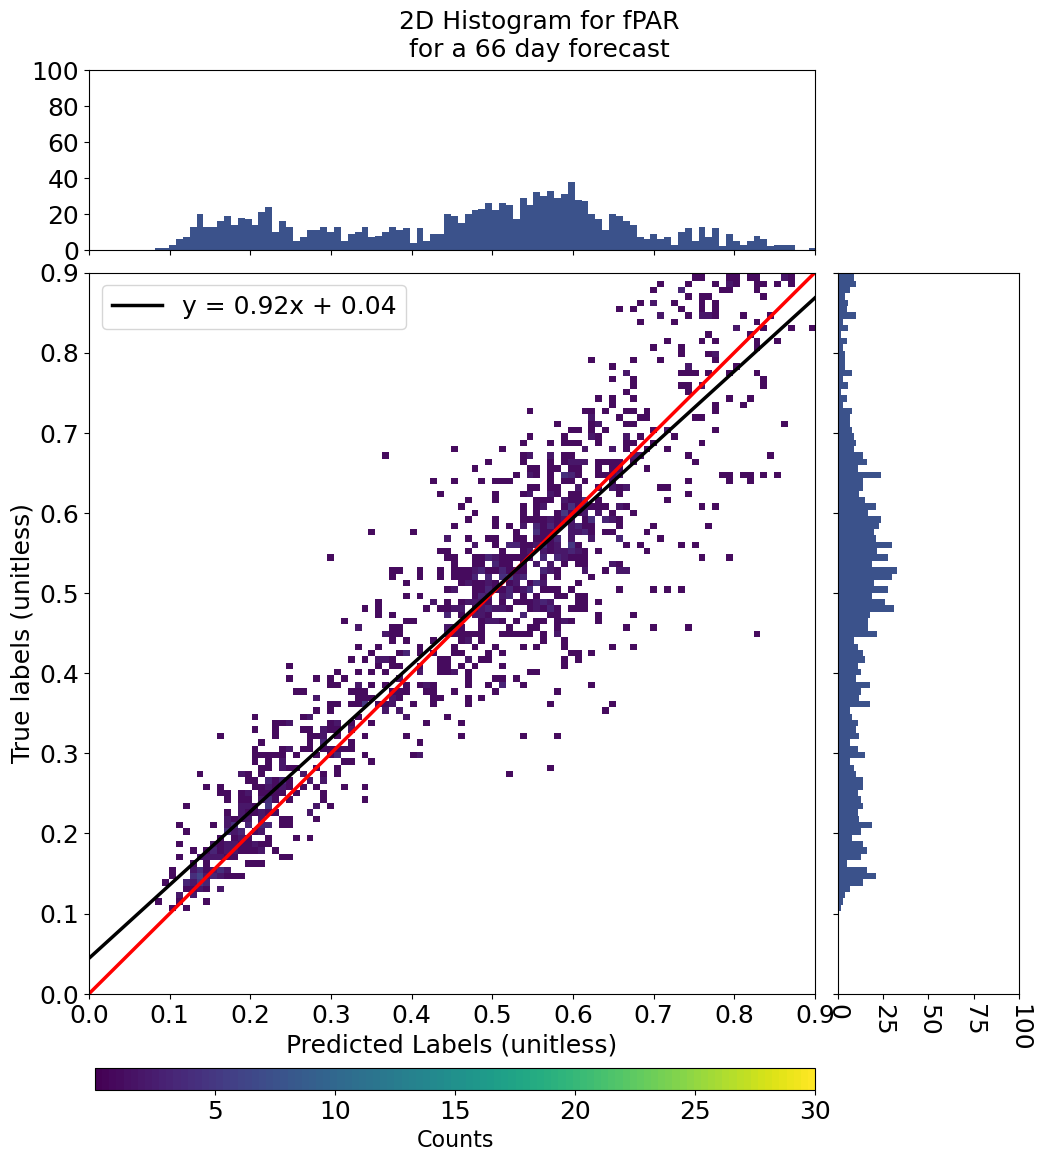 2D Histogram for fPAR
for a 66 day forecast
100
80
60
40
20
0
y = 0.92x + 0.04
True labels (unitless)
0.9
0.8
0.7
0.6
0.5
0.4
0.3
0.2
0.1
0.0
0.0 0.1 0.2 0.3 0.4 0.5 0.6 0.7 0.8 0.9
Predicted Labels (unitless)
0 25 50 75 100
5 10 15 20 25 30
Counts